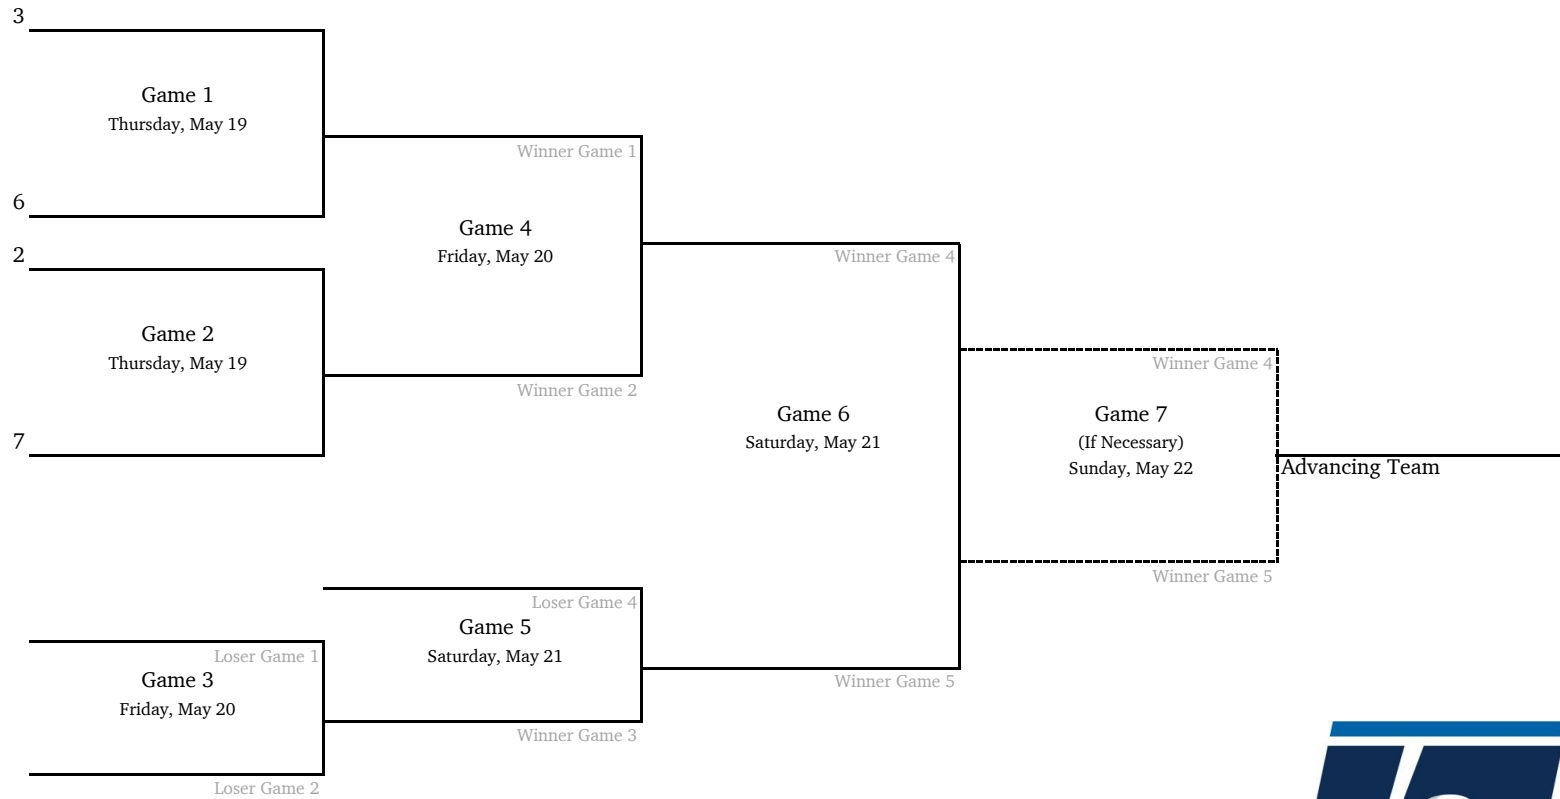 3
Game 1
Thursday, May 19
6
Winner Game 1
Game 4
Friday, May 20
2
Winner Game 4
Game 2
Thursday, May 19
Winner Game 2
7
Game 6
Saturday, May 21
Winner Game 4
Game 7
(If Necessary)
Sunday, May 22
Advancing Team
Winner Game 5
Loser Game 4
Game 5
Saturday, May 21
Winner Game 5
Loser Game 1
Game 3
Friday, May 20
Winner Game 3
Loser Game 2